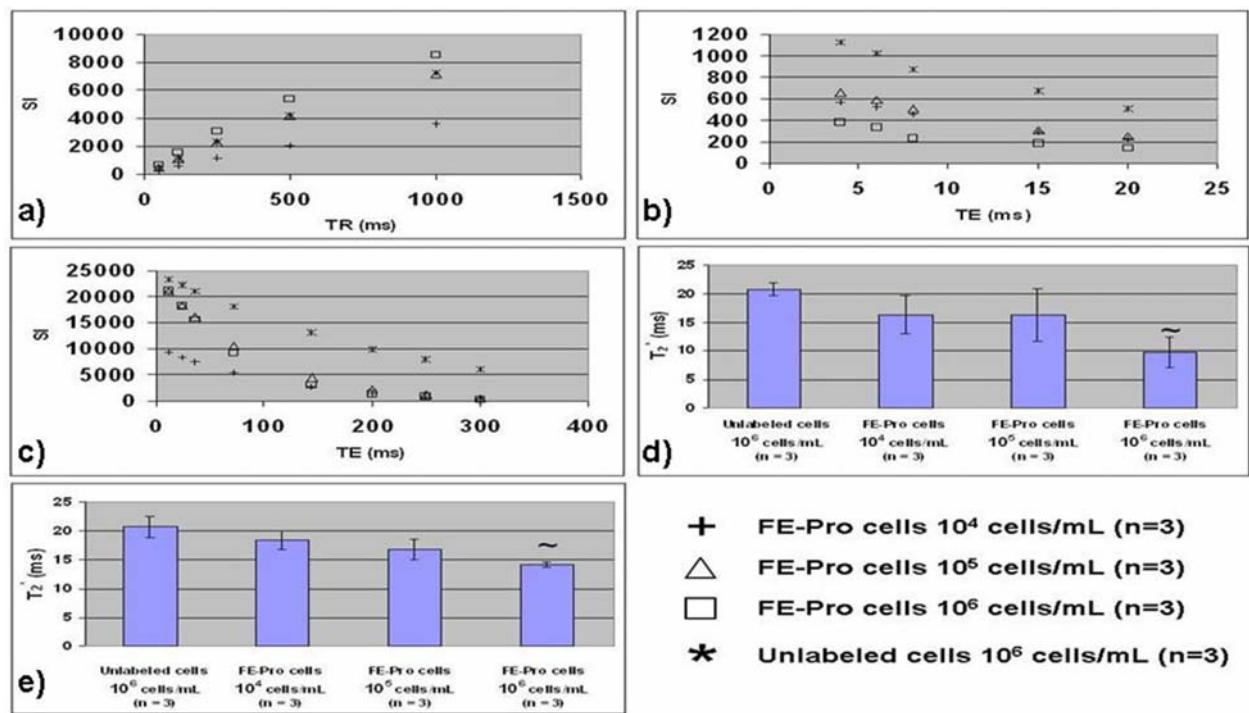 10000
8000
6000
4000
2000
0
SI
0 500 1000 1500
TR (ms)
a)
1200
1000
800
600
400
200
0
SI
0 5 10 15 20 25
TE (ms)
b)
25000
20000
15000
10000
5000
0
SI
0 100 200 300 400
TE (ms)
c)
25
20
15
10
5
0
T2' (ms)
~
Unlabeled cells FE-Pro cells FE-Pro cells FE-Pro cells
10⁶ cells/mL 10⁴ cells/mL 10⁵ cells/mL 10⁶ cells/mL
(n = 3) (n = 3) (n = 3) (n = 3)
d)
25
20
15
10
5
0
T2' (ms)
~
Unlabeled cells FE-Pro cells FE-Pro cells FE-Pro cells
10⁶ cells/mL 10⁴ cells/mL 10⁵ cells/mL 10⁶ cells/mL
(n = 3) (n = 3) (n = 3) (n = 3)
e)
+ FE-Pro cells 10⁴ cells/mL (n=3)
△ FE-Pro cells 10⁵ cells/mL (n=3)
□ FE-Pro cells 10⁶ cells/mL (n=3)
* Unlabeled cells 10⁶ cells/mL (n=3)